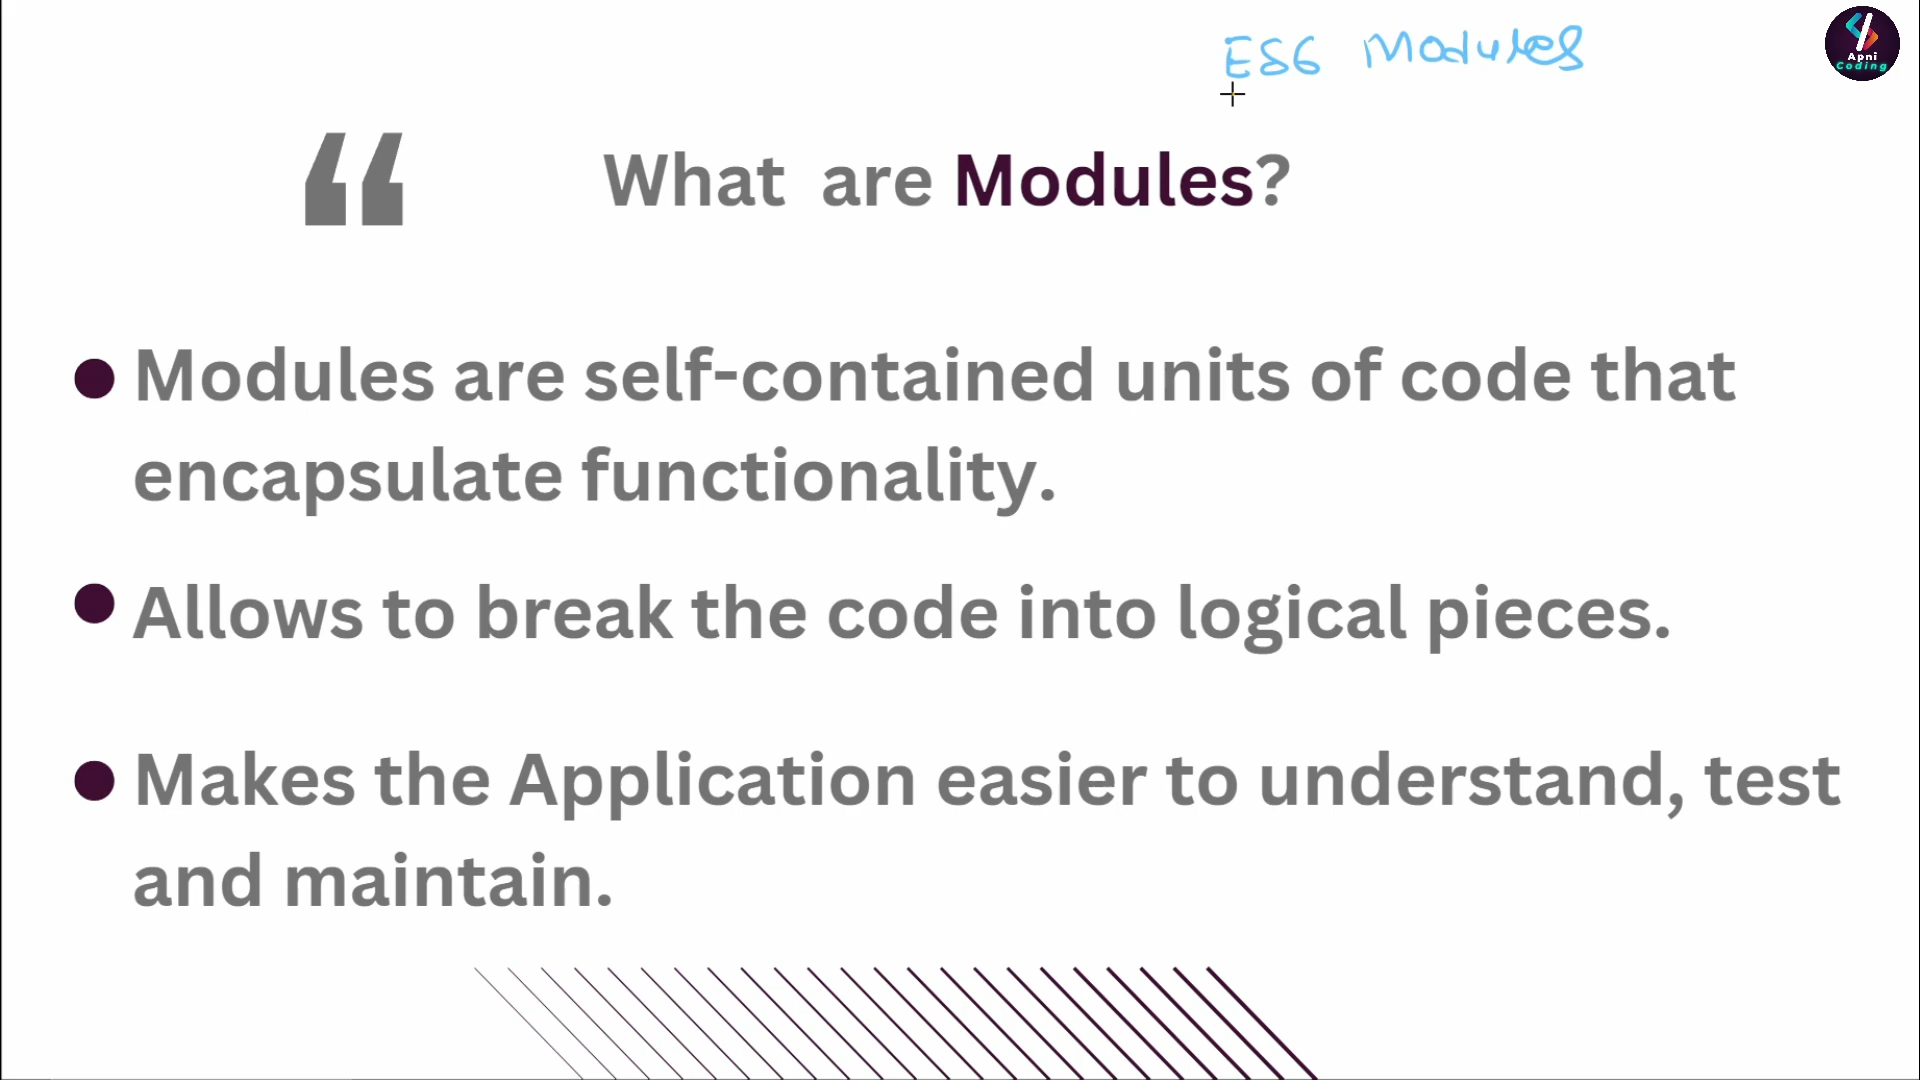 ES6 Modules
Apni
Coding
What are Modules?
Modules are self-contained units of code that
encapsulate functionality.
Allows to break the code into logical pieces.
Makes the Application easier to understand, test
and maintain.